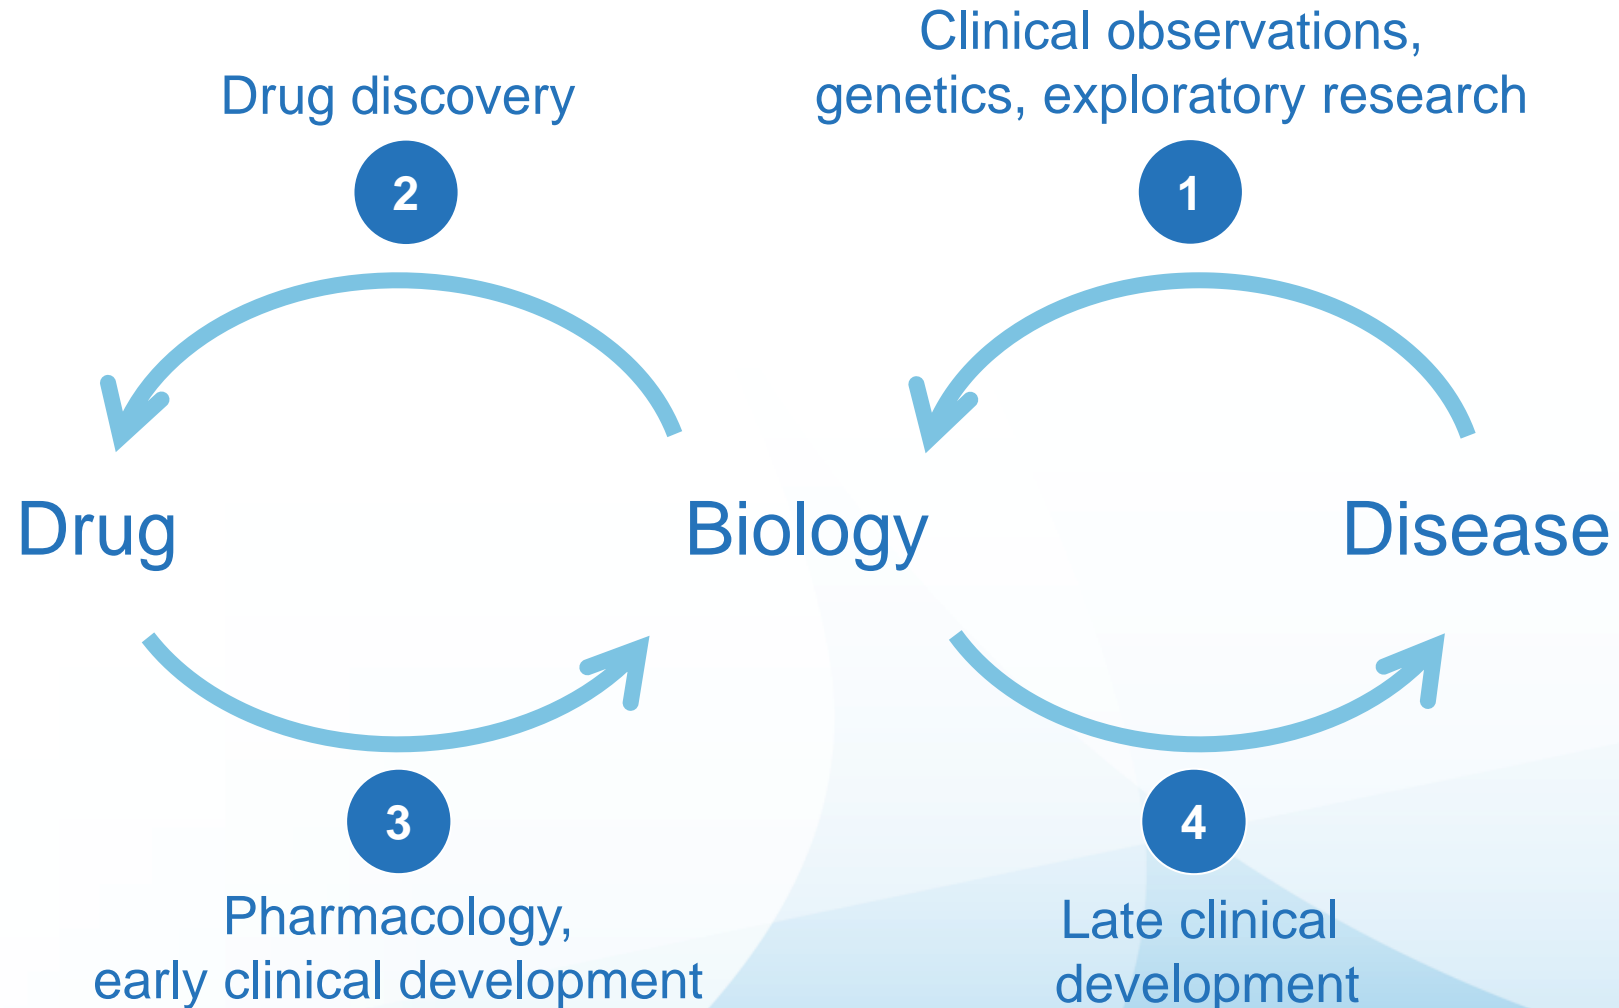 Drug discovery
2
Clinical observations,
genetics, exploratory research
1
Drug
Biology
Disease
3
Pharmacology,
early clinical development
4
Late clinical
development